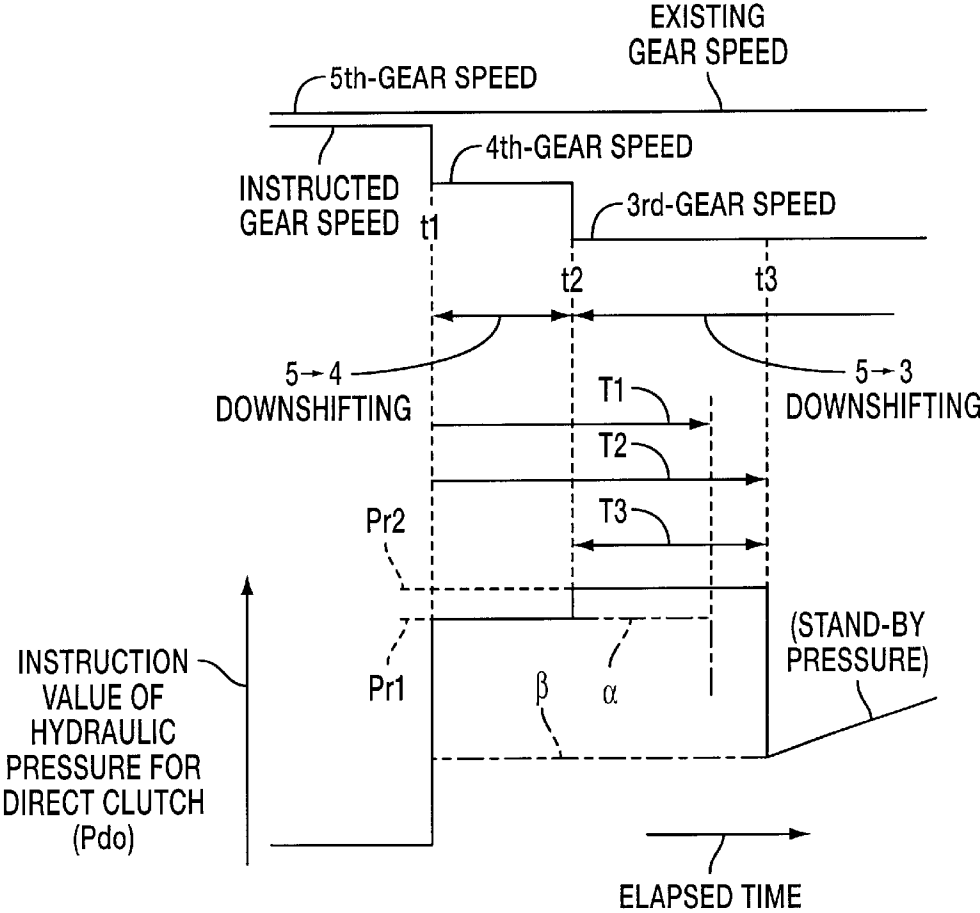 EXISTING
GEAR SPEED
5th-GEAR SPEED
4th-GEAR SPEED
INSTRUCTED
GEAR SPEED
3rd-GEAR SPEED
t1
t2
t3
5→4
DOWNSHIFTING
5→3
DOWNSHIFTING
T1
T2
T3
Pr2
Pr1
(STAND-BY
PRESSURE)
INSTRUCTION
VALUE OF
HYDRAULIC
PRESSURE FOR
DIRECT CLUTCH
(Pdo)
β
α
ELAPSED TIME